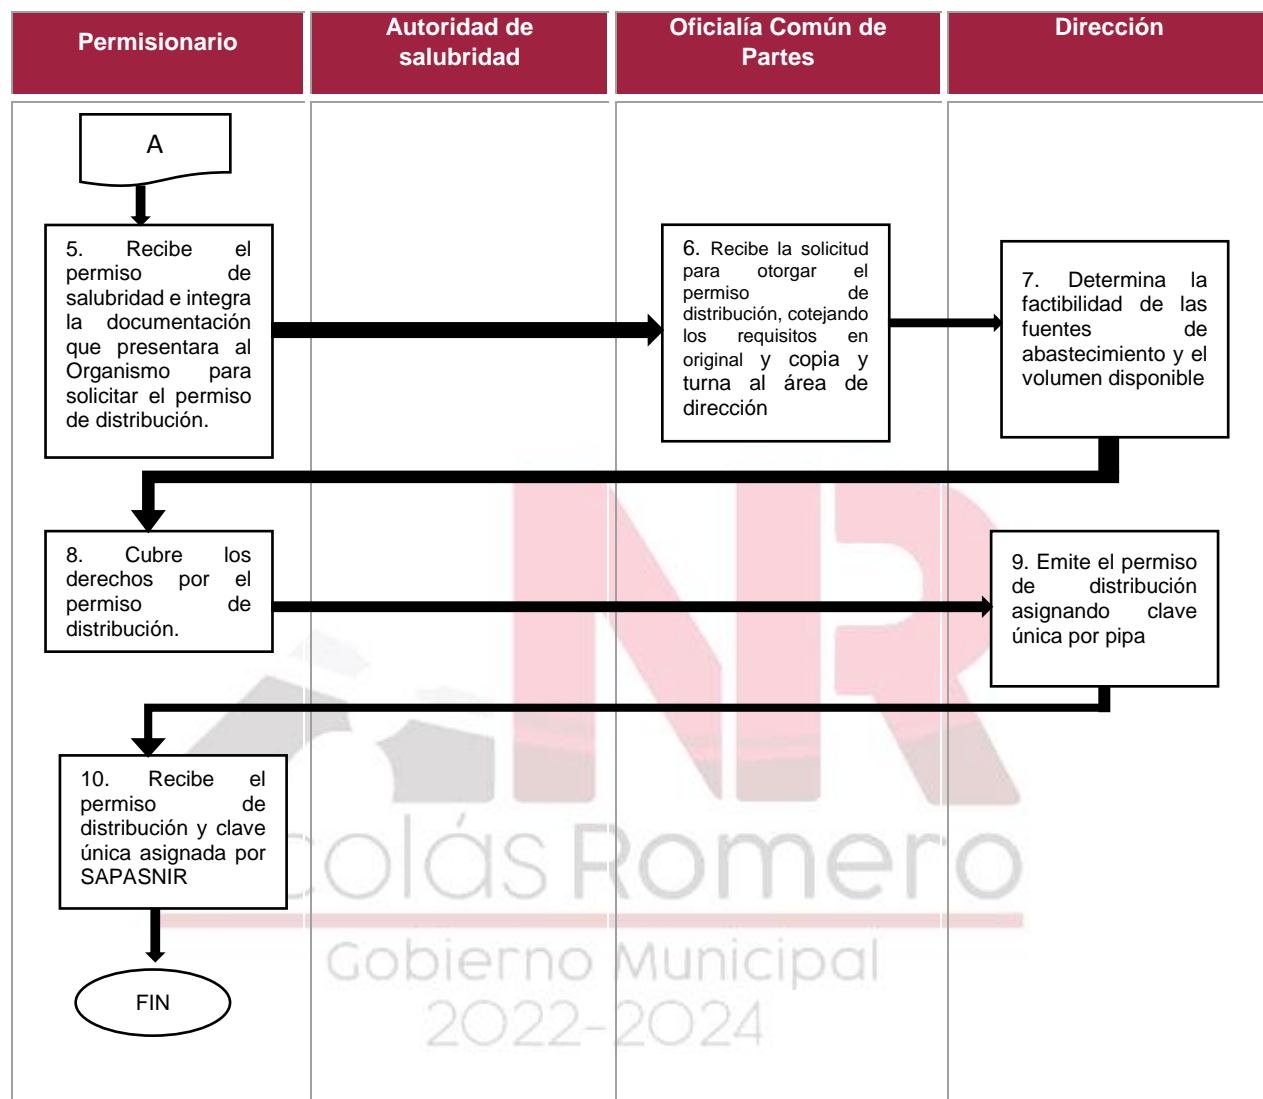 Permisionario
Autoridad de
salubridad
Oficialía Común de
Partes
Dirección
A
5. Recibe el
permiso de
salubridad e integra
la documentación
que presentara al
Organismo para
solicitar el permiso
de distribución.
6. Recibe la solicitud
para otorgar el
permiso de
distribución, cotejando
los requisitos en
original y copia y
turna al área de
dirección
7. Determina la
factibilidad de las
fuentes de
abastecimiento y el
volumen disponible
8. Cubre los
derechos por el
permiso de
distribución.
9. Emite el permiso
de distribución
asignando clave
única por pipa
10. Recibe el
permiso de
distribución y clave
única asignada por
SAPASNIR
FIN
NR
colás Romero
Gobierno Municipal
2022-2024